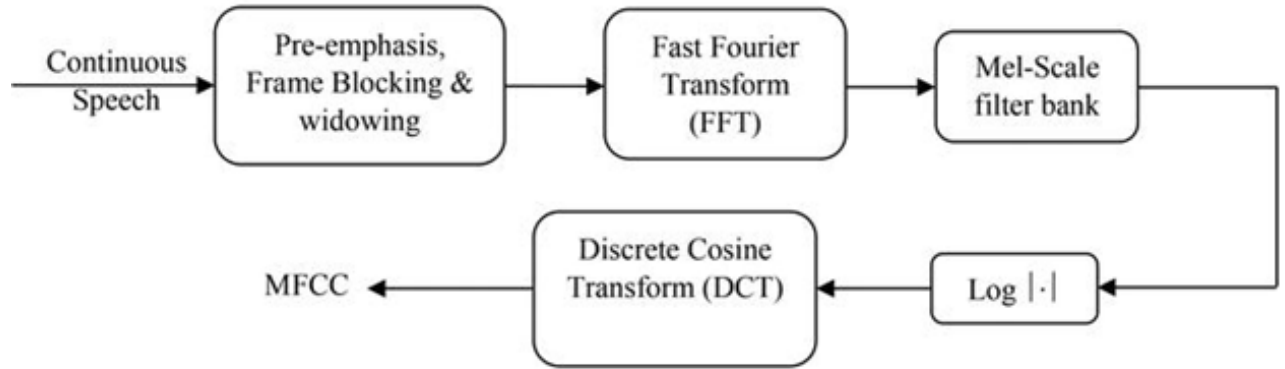 Continuous
Speech
Pre-emphasis,
Frame Blocking &
widowing
Fast Fourier
Transform
(FFT)
Mel-Scale
filter bank
Log |·|
Discrete Cosine
Transform (DCT)
MFCC